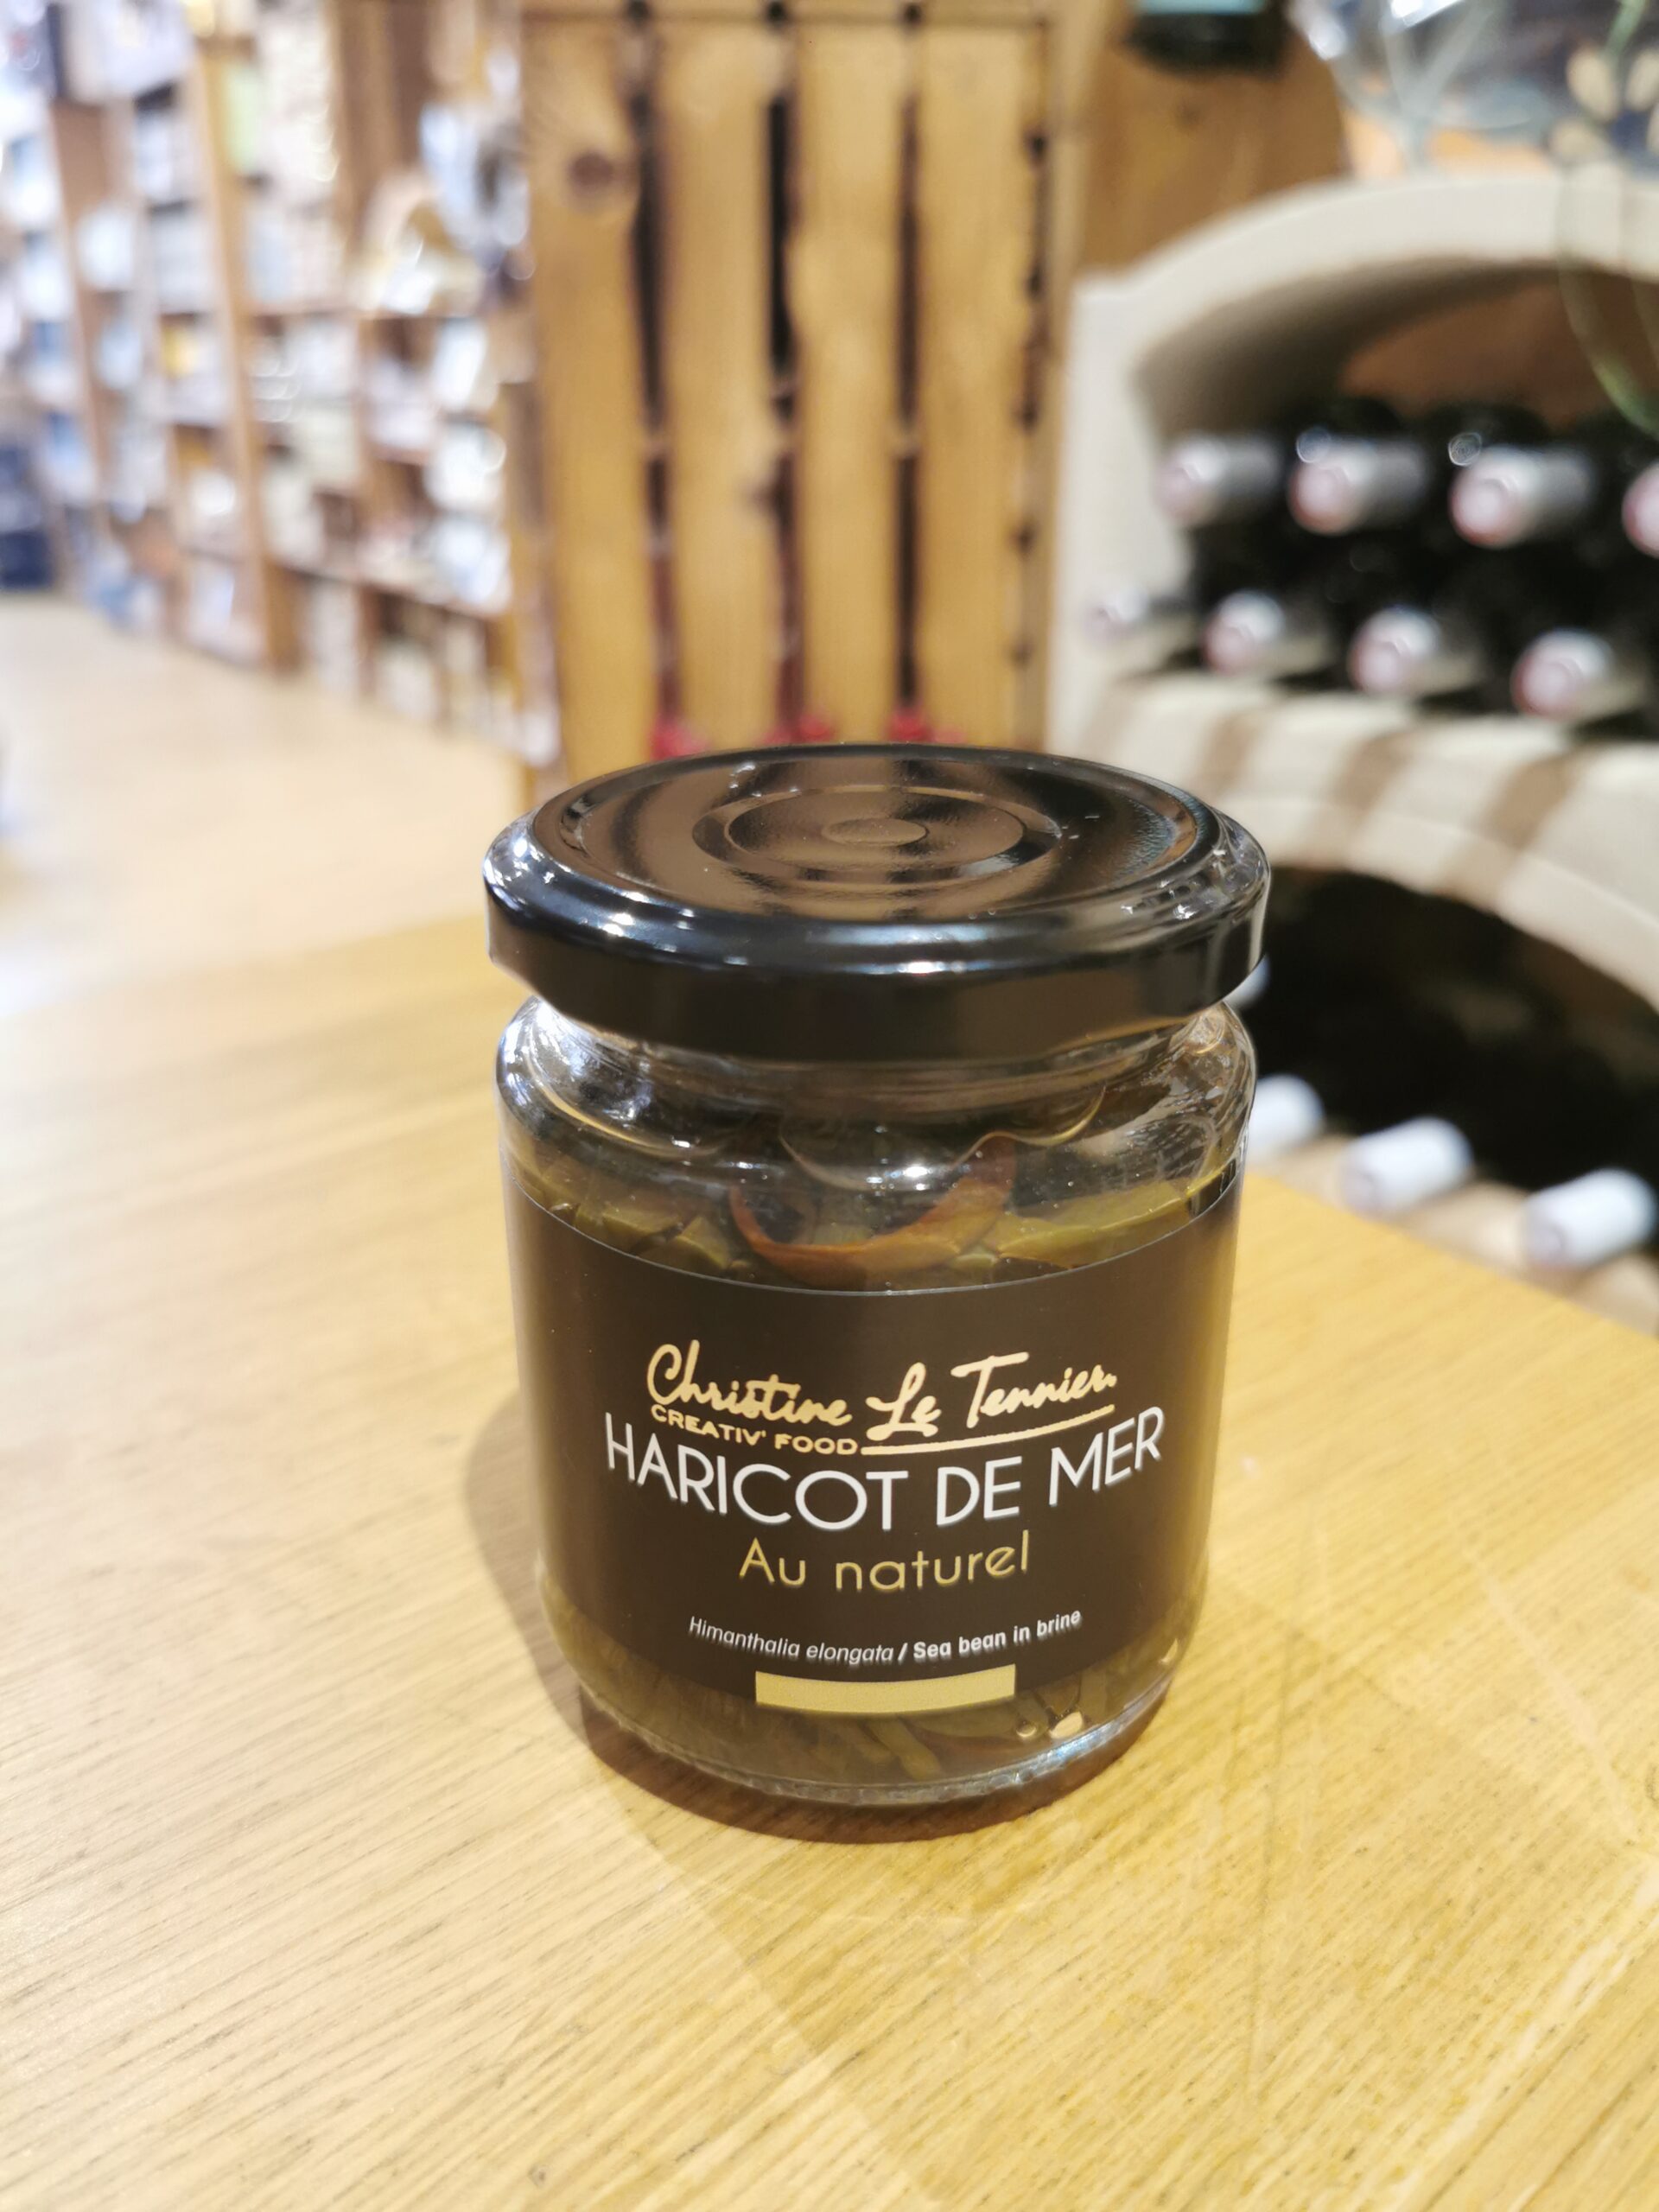 Christine Le Tennier
CREATIV' FOOD
HARICOT DE MER
Au naturel
Himanthalia elongata / Sea bean in brine